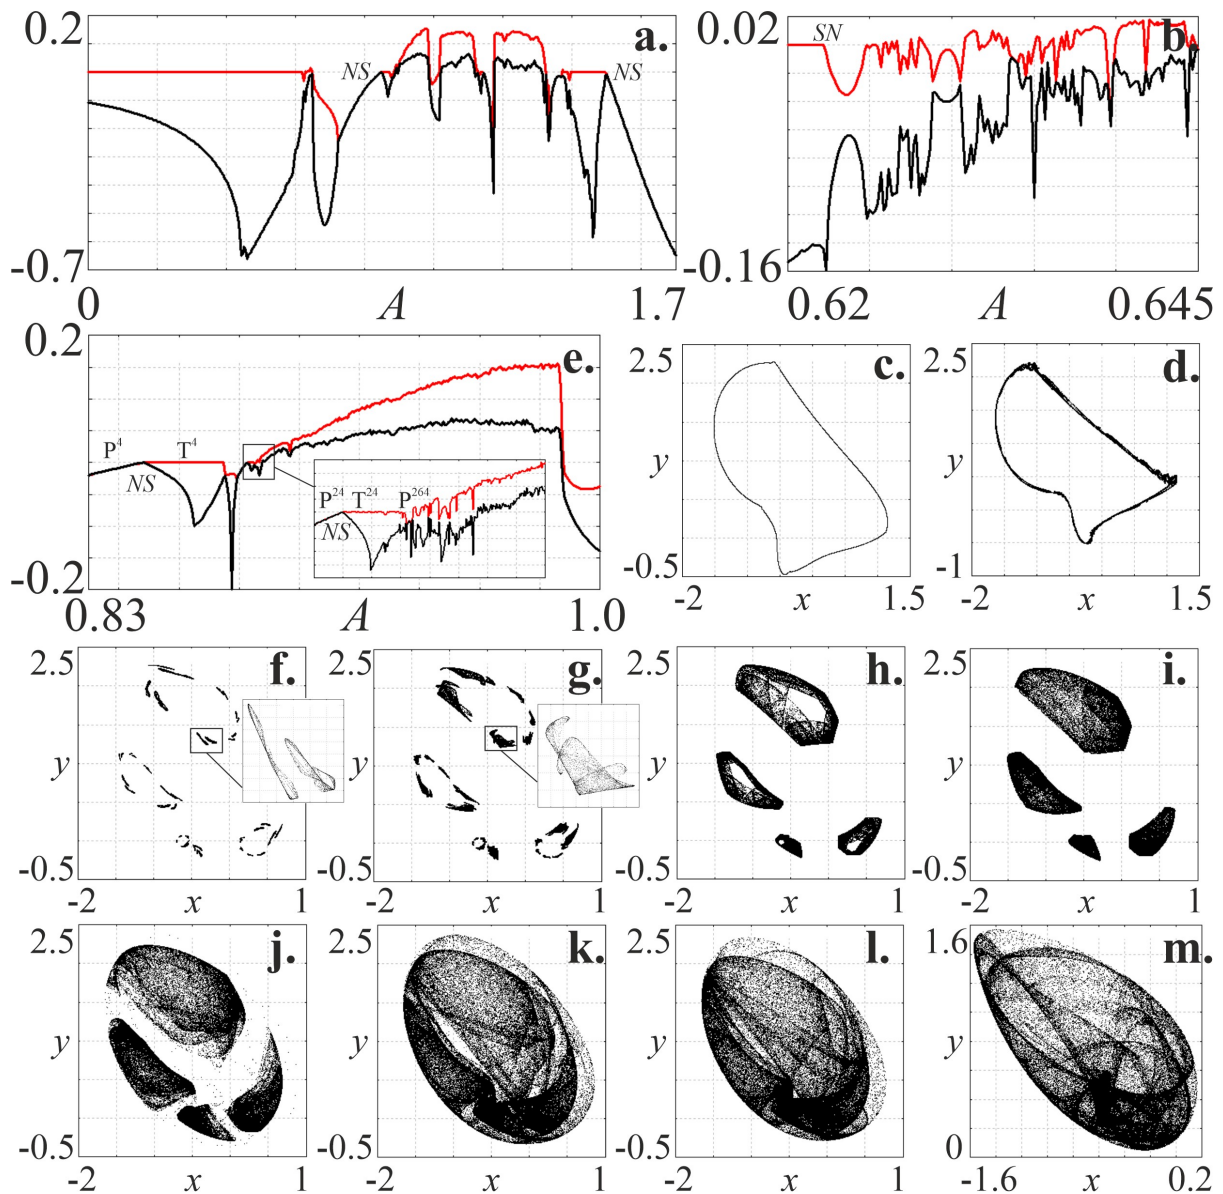 0.2
a.
NS
NS
-0.7
0
A
1.7
0.02
SN
b.
-0.16
0.62
A
0.645
0.2
e.
P⁴
T⁴
NS
P²⁴
T²⁴
P²⁶⁴
NS
-0.2
0.83
A
1.0
2.5
c.
y
-0.5
-2
x
1.5
2.5
d.
y
-1
-2
x
1.5
2.5
f.
y
-0.5
-2
x
1
2.5
g.
y
-0.5
-2
x
1
2.5
h.
y
-0.5
-2
x
1
2.5
i.
y
-0.5
-2
x
1
2.5
j.
y
-0.5
-2
x
1
2.5
k.
y
-0.5
-2
x
1
2.5
l.
y
-0.5
-2
x
1
1.6
m.
y
0
-1.6
x
0.2